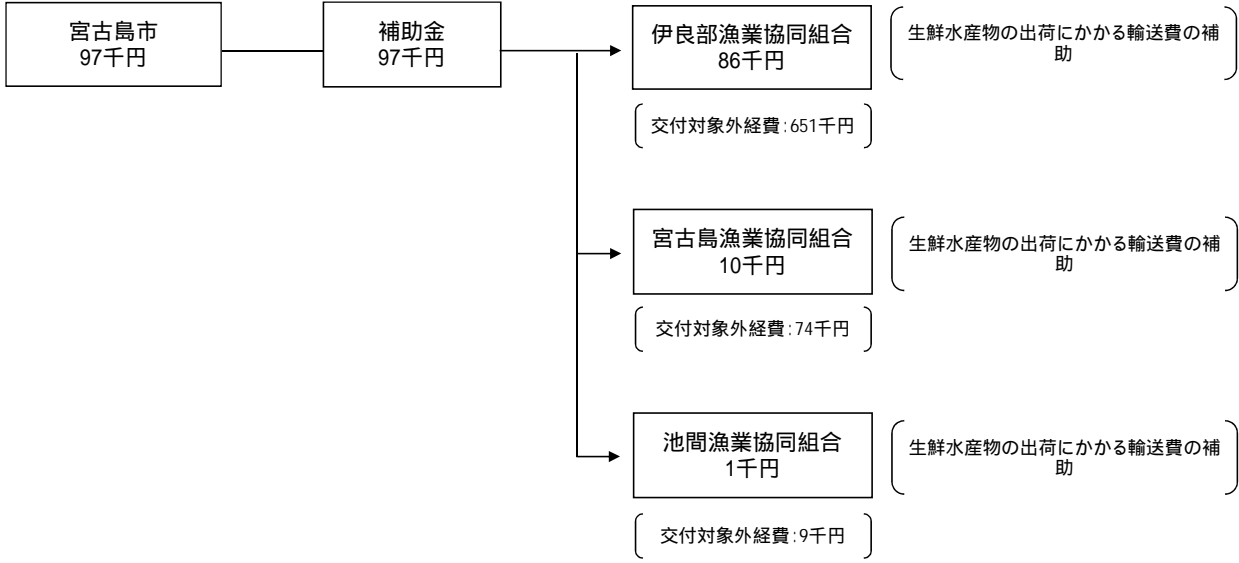 宮古島市
97千円
補助金
97千円
伊良部漁業協同組合
86千円
生鮮水産物の出荷にかかる輸送費の補
助
交付対象外経費:651千円
宮古島漁業協同組合
10千円
生鮮水産物の出荷にかかる輸送費の補
助
交付対象外経費:74千円
池間漁業協同組合
1千円
生鮮水産物の出荷にかかる輸送費の補
助
交付対象外経費:9千円